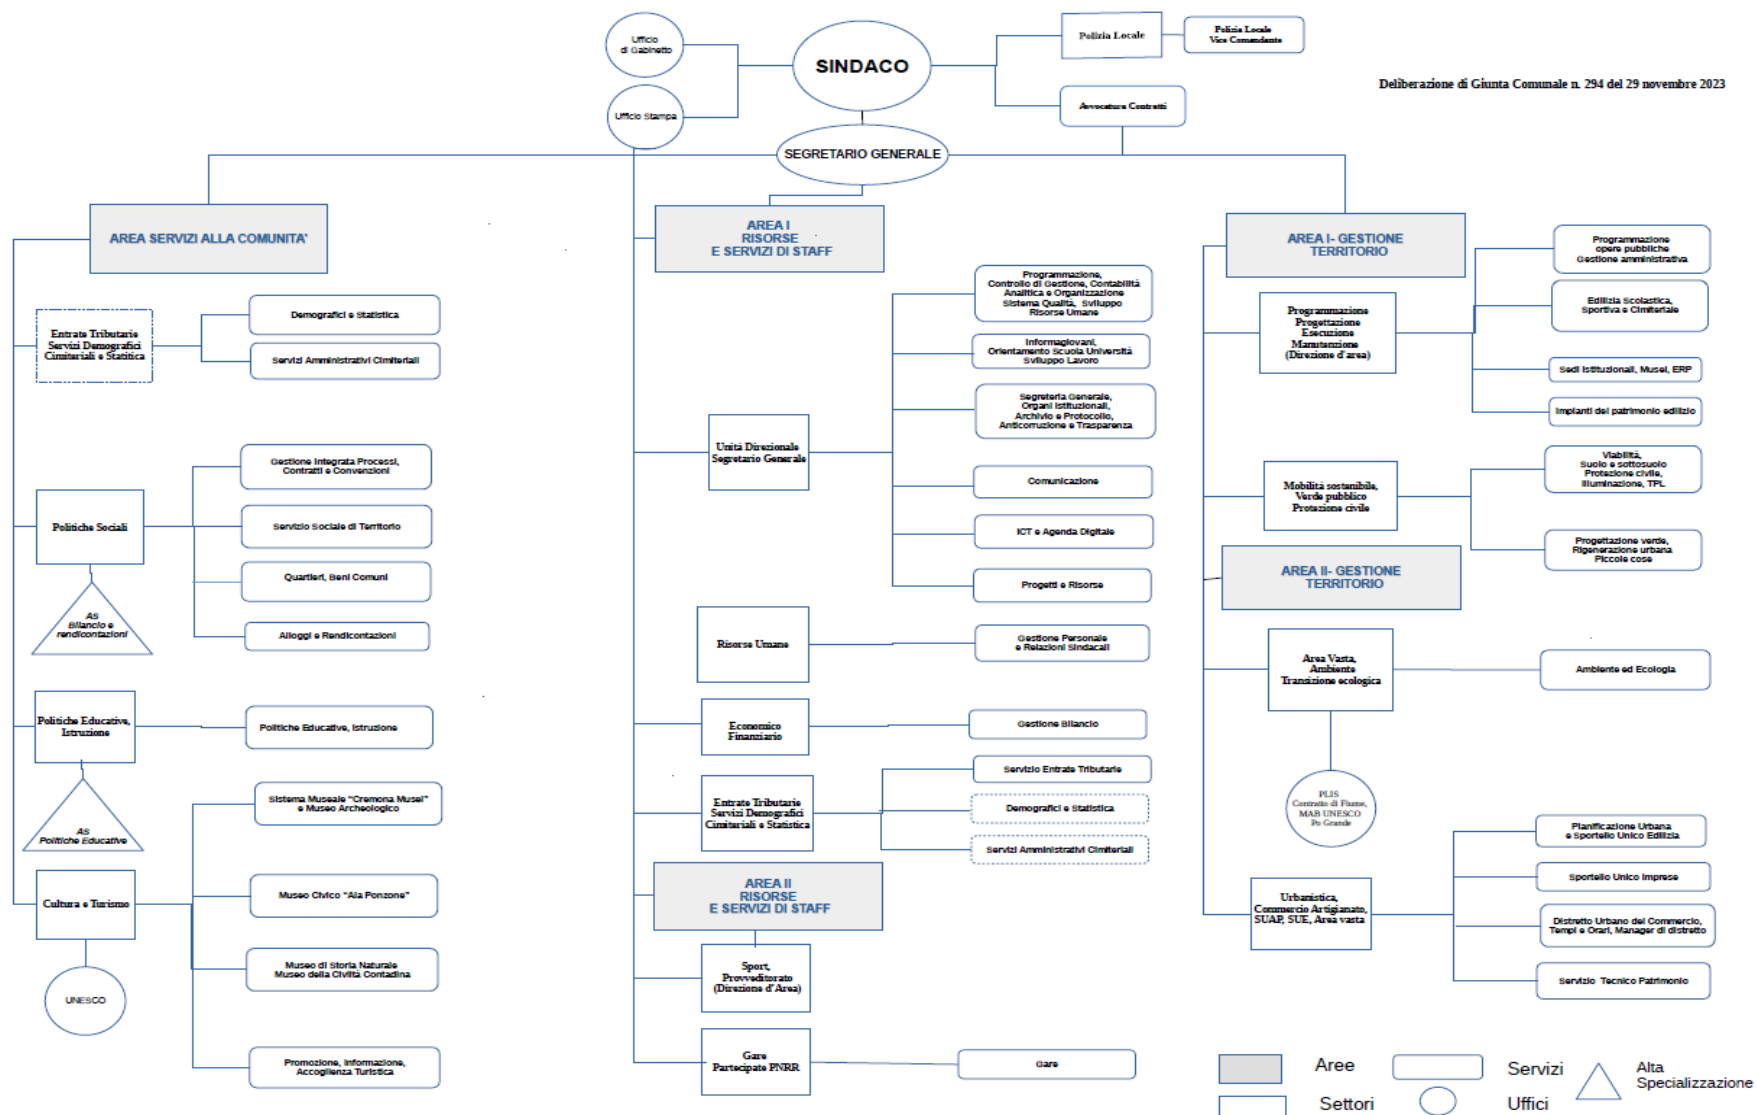 Ufficio
di Gabinetto
Ufficio Stampa
SINDACO
Polizia Locale
Polizia Locale
Vice Comandante
Avvocatura Contratti
Deliberazione di Giunta Comunale n. 294 del 29 novembre 2023
SEGRETARIO GENERALE
AREA SERVIZI ALLA COMUNITA'
Entrate Tributarie
Servizi Demografici
Cimiteriali e Statitica
Demografici e Statistica
Servizi Amministrativi Cimiteriali
Politiche Sociali
Gestione Integrata Processi,
Contratti e Convenzioni
Servizio Sociale di Territorio
Quartieri, Beni Comuni
Alloggi e Rendicontazioni
AS
Bilancio e
rendicontazioni
Politiche Educative,
Istruzione
Politiche Educative, Istruzione
AS
Politiche Educative
Cultura e Turismo
Sistema Museale “Cremona Musei”
e Museo Archeologico
Museo Civico “Ala Ponzone”
Museo di Storia Naturale
Museo della Civiltà Contadina
Promozione, Informazione,
Accoglienza Turistica
UNESCO
AREA I
RISORSE
E SERVIZI DI STAFF
Unità Direzionale
Segretario Generale
Programmazione,
Controllo di Gestione, Contabilità
Analitica e Organizzazione
Sistema Qualità, Sviluppo
Risorse Umane
Informagiovani,
Orientamento Scuola Università
Sviluppo Lavoro
Segreteria Generale,
Organi Istituzionali,
Archivio e Protocollo,
Anticorruzione e Trasparenza
Comunicazione
ICT e Agenda Digitale
Progetti e Risorse
Risorse Umane
Gestione Personale
e Relazioni Sindacali
Economico
Finanziario
Gestione Bilancio
Entrate Tributarie
Servizi Demografici
Cimiteriali e Statistica
Servizio Entrate Tributarie
Demografici e Statistica
Servizi Amministrativi Cimiteriali
AREA II
RISORSE
E SERVIZI DI STAFF
Sport,
Provveditorato
(Direzione d'Area)
Gare
Partecipate PNRR
Gare
AREA I- GESTIONE
TERRITORIO
Programmazione
Progettazione
Esecuzione
Manutenzione
(Direzione d'area)
Programmazione
opere pubbliche
Gestione amministrativa
Edilizia Scolastica,
Sportiva e Cimiteriale
Sedi Istituzionali, Musei, ERP
Impianti del patrimonio edilizio
Mobilità sostenibile,
Verde pubblico
Protezione civile
Viabilità,
Suolo e sottosuolo
Protezione civile,
Illuminazione, TPL
Progettazione verde,
Rigenerazione urbana
Piccole cose
AREA II- GESTIONE
TERRITORIO
Area Vasta,
Ambiente
Transizione ecologica
Ambiente ed Ecologia
PLIS
Contratto di Fiume,
MAB UNESCO
Po Grande
Urbanistica,
Commercio Artigianato,
SUAP, SUE, Area vasta
Pianificazione Urbana
e Sportello Unico Edilizia
Sportello Unico Imprese
Distretto Urbano del Commercio,
Tempi e Orari, Manager di distretto
Servizio Tecnico Patrimonio
Aree
Servizi
Alta
Specializzazione
Settori
Uffici